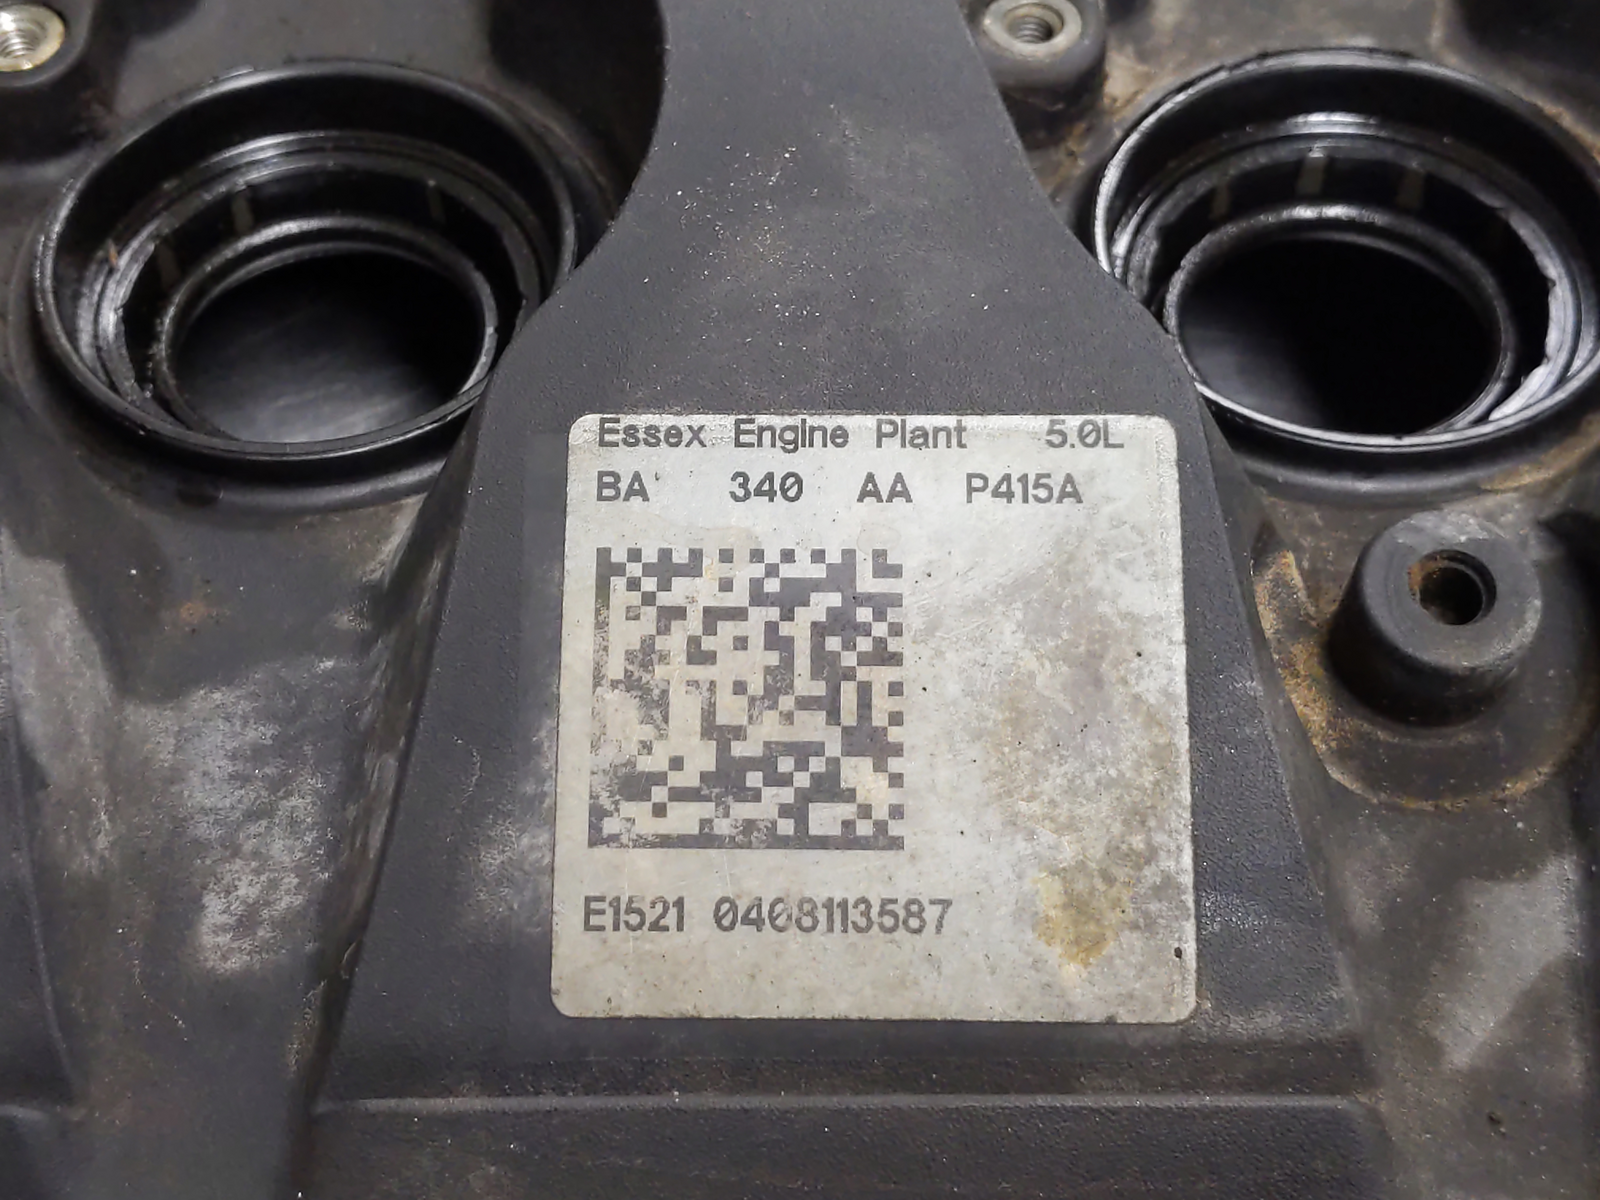 Essex Engine Plant 5.0L
BA 340 AA P415A
E1521 0408113587